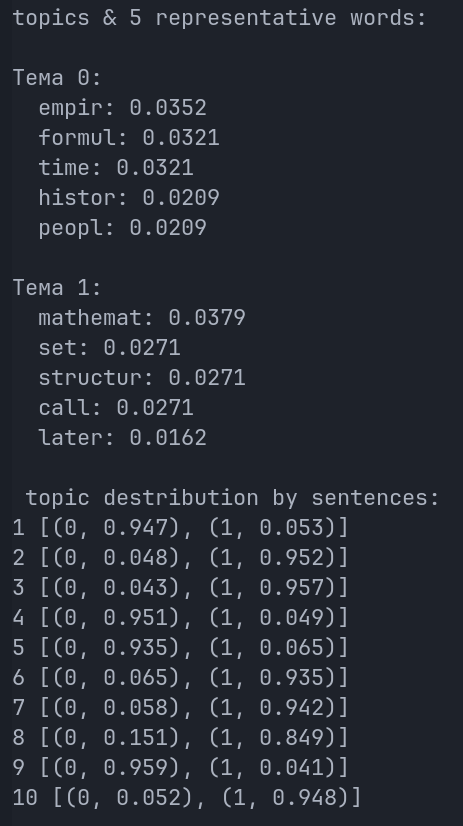 topics & 5 representative words:
Тема 0:
empir: 0.0352
formul: 0.0321
time: 0.0321
histor: 0.0209
peopl: 0.0209
Тема 1:
mathemat: 0.0379
set: 0.0271
structur: 0.0271
call: 0.0271
later: 0.0162
topic destribution by sentences:
1 [(0, 0.947), (1, 0.053)]
2 [(0, 0.048), (1, 0.952)]
3 [(0, 0.043), (1, 0.957)]
4 [(0, 0.951), (1, 0.049)]
5 [(0, 0.935), (1, 0.065)]
6 [(0, 0.065), (1, 0.935)]
7 [(0, 0.058), (1, 0.942)]
8 [(0, 0.151), (1, 0.849)]
9 [(0, 0.959), (1, 0.041)]
10 [(0, 0.052), (1, 0.948)]